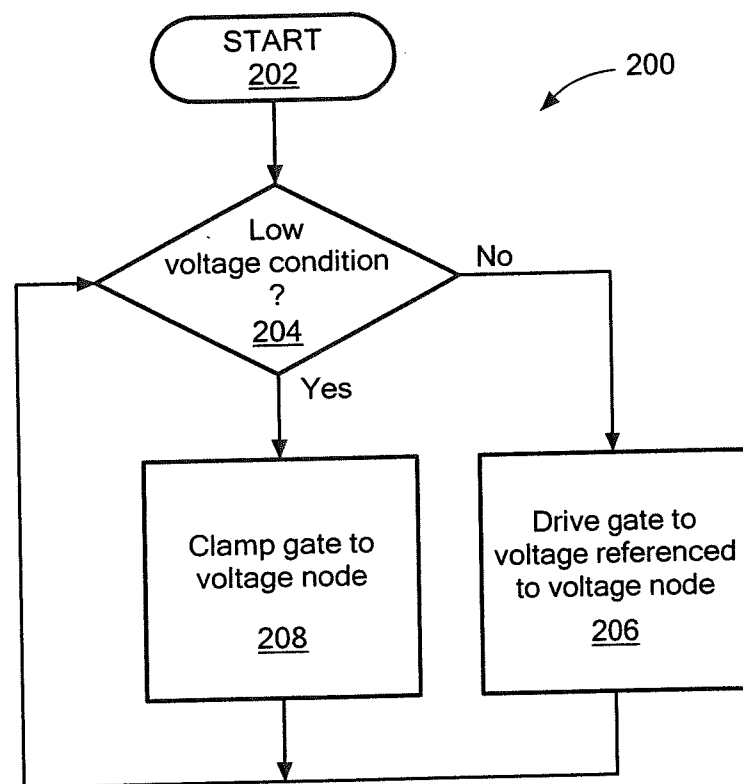 START
202
200
Low
voltage condition
?
204
No
Yes
Clamp gate to
voltage node
208
Drive gate to
voltage referenced
to voltage node
206